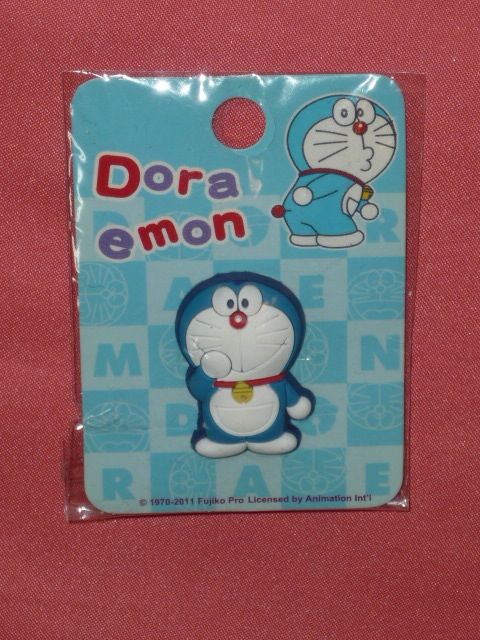 Dora
emon
A E
M N
D
R A E
© 1970-2011 Fujiko Pro Licensed by Animation Int'l